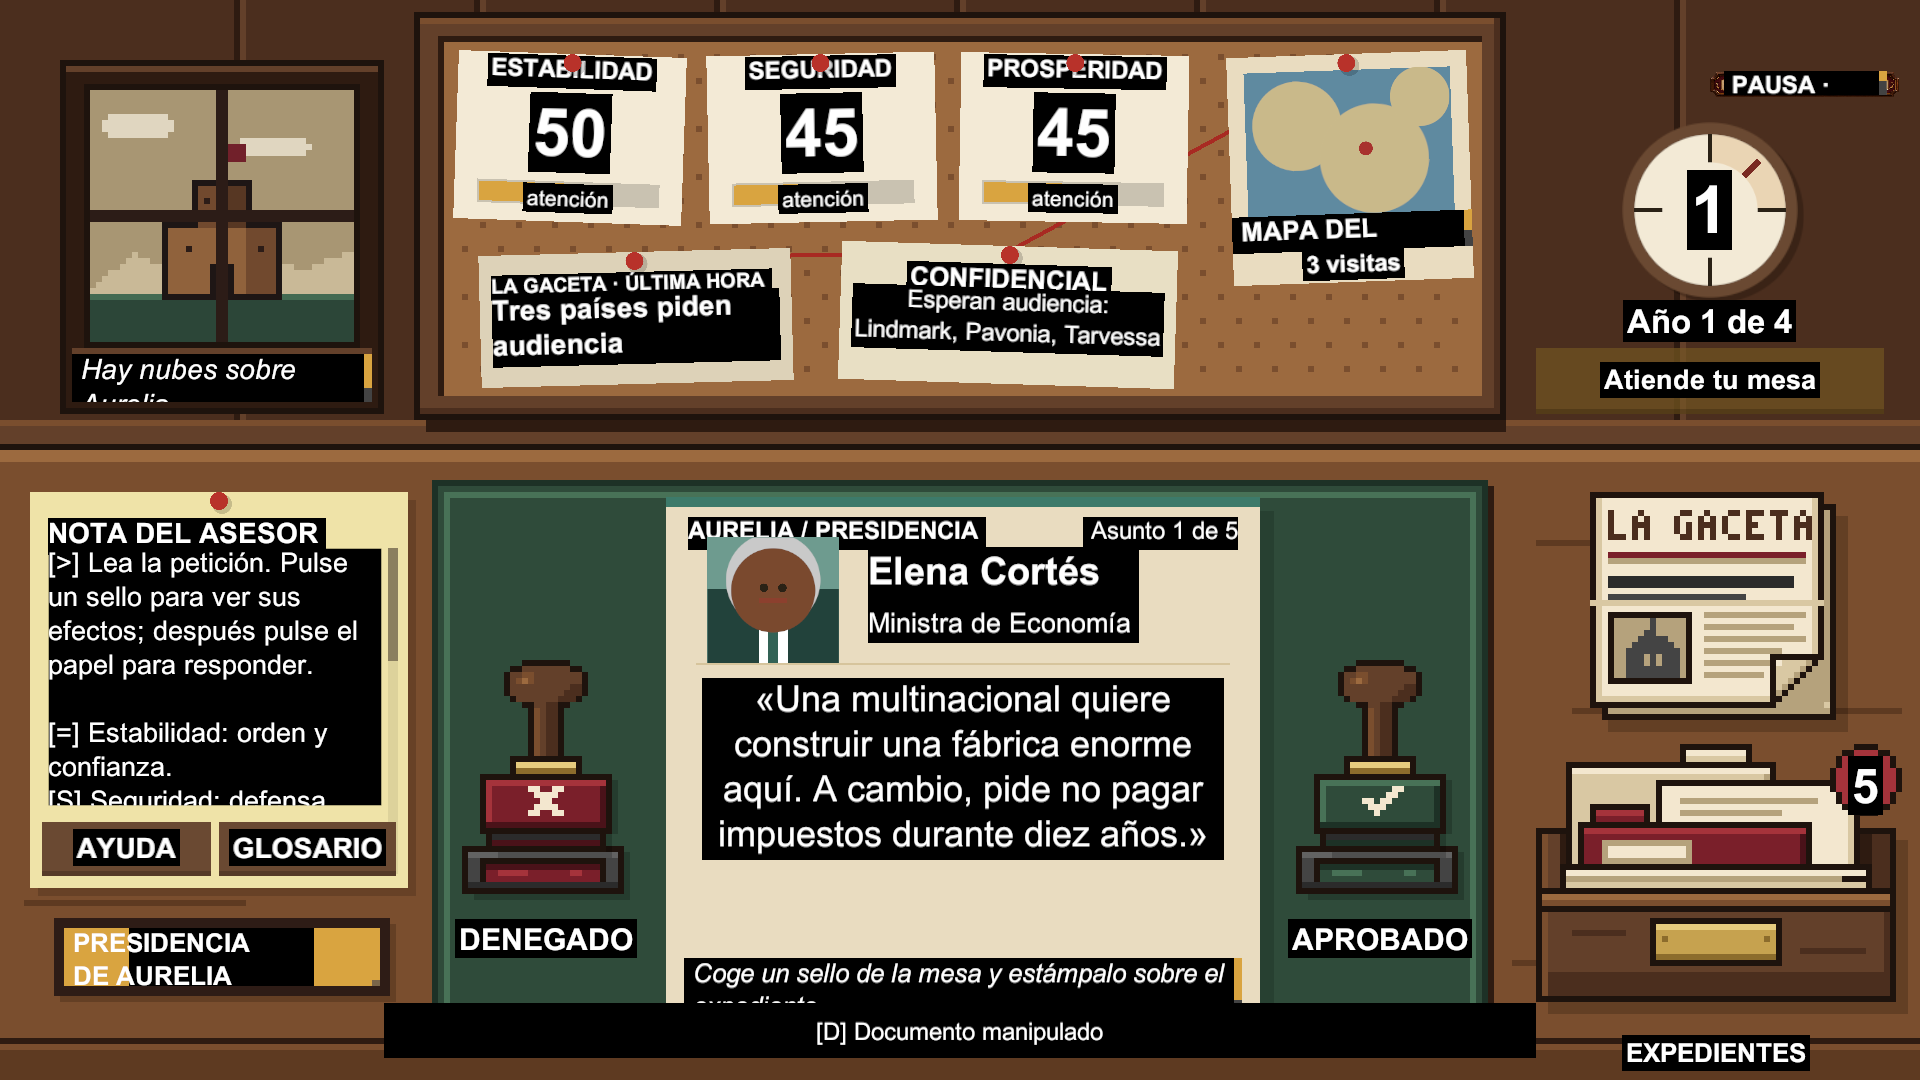 ESTABILIDAD
50
atención
SEGURIDAD
45
atención
PROSPERIDAD
45
atención
MAPA DEL
3 visitas
PAUSA ·
1
Año 1 de 4
Atiende tu mesa
LA GACETA · ÚLTIMA HORA
Tres países piden
audiencia
CONFIDENCIAL
Esperan audiencia:
Lindmark, Pavonia, Tarvessa
Hay nubes sobre
Aurelia
NOTA DEL ASESOR
[>] Lea la petición. Pulse
un sello para ver sus
efectos; después pulse el
papel para responder.
[=] Estabilidad: orden y
confianza.
[S] Seguridad: defensa
AYUDA
GLOSARIO
PRESIDENCIA
DE AURELIA
AURELIA / PRESIDENCIA
Asunto 1 de 5
Elena Cortés
Ministra de Economía
«Una multinacional quiere
construir una fábrica enorme
aquí. A cambio, pide no pagar
impuestos durante diez años.»
DENEGADO
APROBADO
Coge un sello de la mesa y estámpalo sobre el
expediente
[D] Documento manipulado
LA GACETA
5
EXPEDIENTES